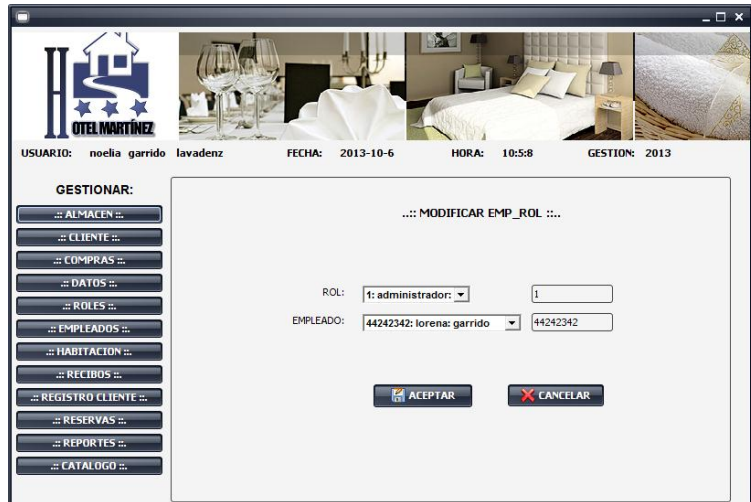 H
OTEL MARTÍNEZ
USUARIO: noelia garrido lavadenz FECHA: 2013-10-6 HORA: 10:5:8 GESTION: 2013
GESTIONAR:
.:: ALMACEN ::.
.:: CLIENTE ::.
.:: COMPRAS ::.
.:: DATOS ::.
.:: ROLES ::.
.:: EMPLEADOS ::.
.:: HABITACION ::.
.:: RECIBOS ::.
.:: REGISTRO CLIENTE ::.
.:: RESERVAS ::.
.:: REPORTES ::.
.:: CATALOGO ::.
..:: MODIFICAR EMP_ROL ::..
ROL: 1: administrador: 1
EMPLEADO: 44242342: lorena: garrido 44242342
ACEPTAR CANCELAR